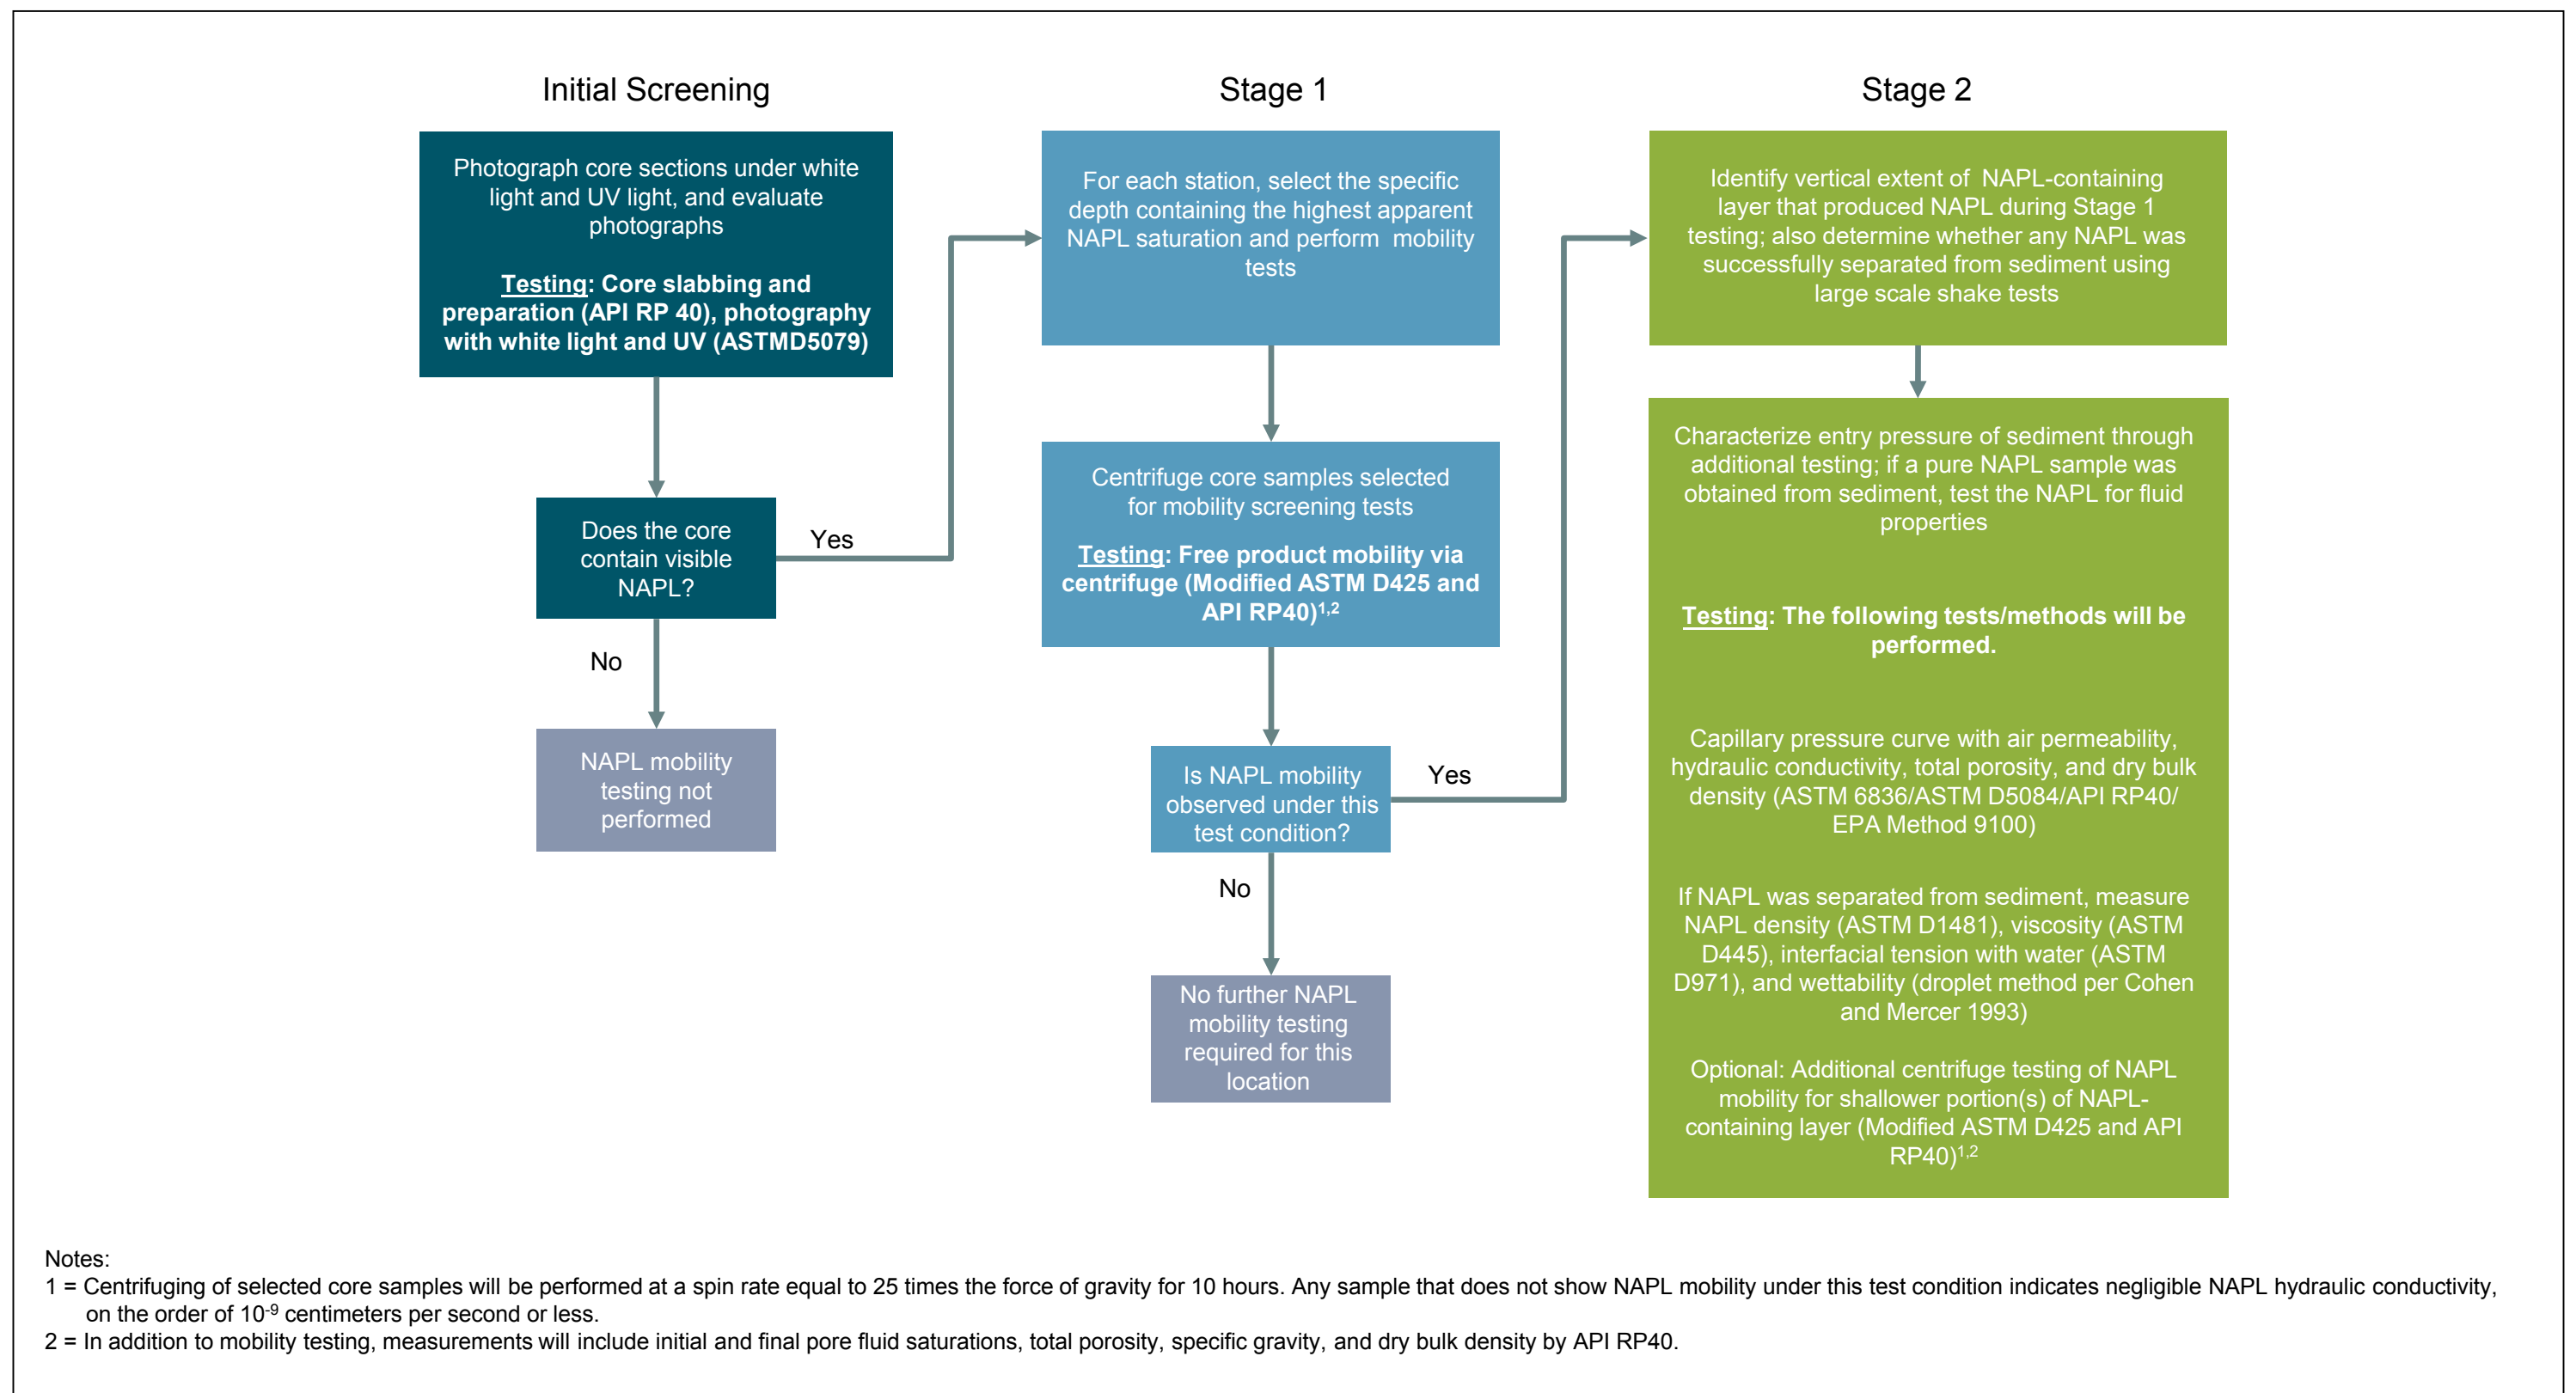 Initial Screening
Photograph core sections under white
light and UV light, and evaluate
photographs
Testing: Core slabbing and
preparation (API RP 40), photography
with white light and UV (ASTMD5079)
Does the core
contain visible
NAPL?
Yes
No
NAPL mobility
testing not
performed
Stage 1
For each station, select the specific
depth containing the highest apparent
NAPL saturation and perform mobility
tests
Centrifuge core samples selected
for mobility screening tests
Testing: Free product mobility via
centrifuge (Modified ASTM D425 and
API RP40)1,2
Is NAPL mobility
observed under this
test condition?
Yes
No
No further NAPL
mobility testing
required for this
location
Stage 2
Identify vertical extent of NAPL-containing
layer that produced NAPL during Stage 1
testing; also determine whether any NAPL was
successfully separated from sediment using
large scale shake tests
Characterize entry pressure of sediment through
additional testing; if a pure NAPL sample was
obtained from sediment, test the NAPL for fluid
properties
Testing: The following tests/methods will be
performed.
Capillary pressure curve with air permeability,
hydraulic conductivity, total porosity, and dry bulk
density (ASTM 6836/ASTM D5084/API RP40/
EPA Method 9100)
If NAPL was separated from sediment, measure
NAPL density (ASTM D1481), viscosity (ASTM
D445), interfacial tension with water (ASTM
D971), and wettability (droplet method per Cohen
and Mercer 1993)
Optional: Additional centrifuge testing of NAPL
mobility for shallower portion(s) of NAPL-
containing layer (Modified ASTM D425 and API
RP40)1,2
Notes:
1 = Centrifuging of selected core samples will be performed at a spin rate equal to 25 times the force of gravity for 10 hours. Any sample that does not show NAPL mobility under this test condition indicates negligible NAPL hydraulic conductivity,
on the order of 10-9 centimeters per second or less.
2 = In addition to mobility testing, measurements will include initial and final pore fluid saturations, total porosity, specific gravity, and dry bulk density by API RP40.